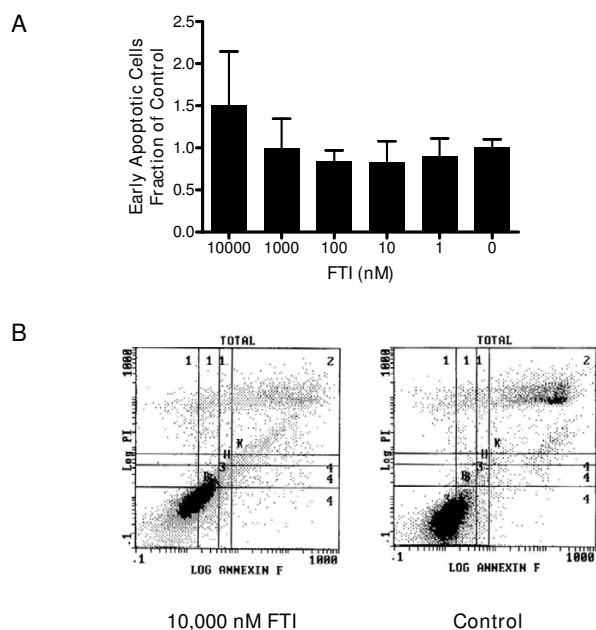 A
Early Apoptotic Cells
Fraction of Control
2.5
2.0
1.5
1.0
0.5
0.0
10000 1000 100 10 1 0
FTI (nM)
B
TOTAL
1 1 1 2
1000
LOG PI
.1
K
H
3
4
4
4
.1 1000
LOG ANNEXIN F
10,000 nM FTI
TOTAL
1 1 1 2
1000
LOG PI
.1
K
H
3
4
4
4
.1 1000
LOG ANNEXIN F
Control